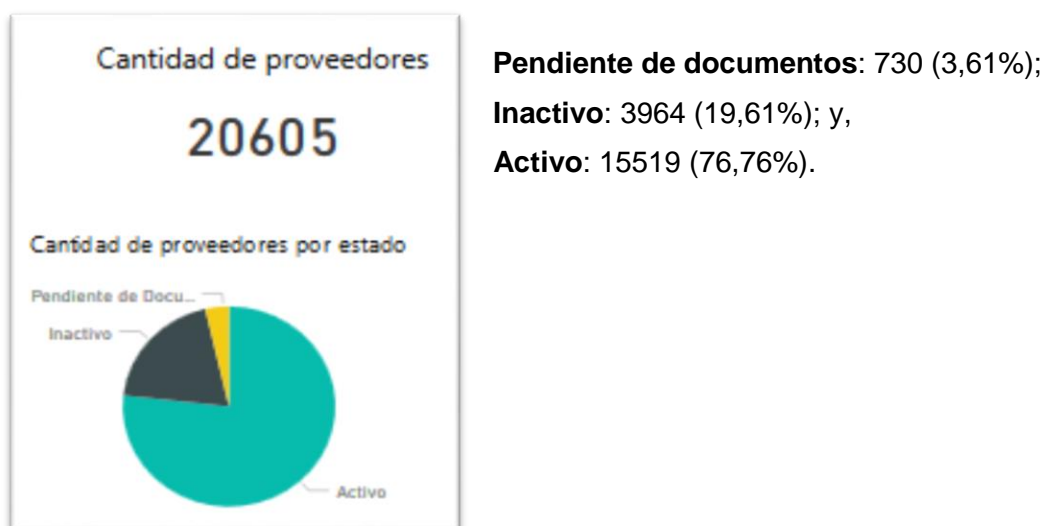 Cantidad de proveedores
20605
Cantidad de proveedores por estado
Pendiente de Docu...
Inactivo
Activo
Pendiente de documentos: 730 (3,61%);
Inactivo: 3964 (19,61%); y,
Activo: 15519 (76,76%).